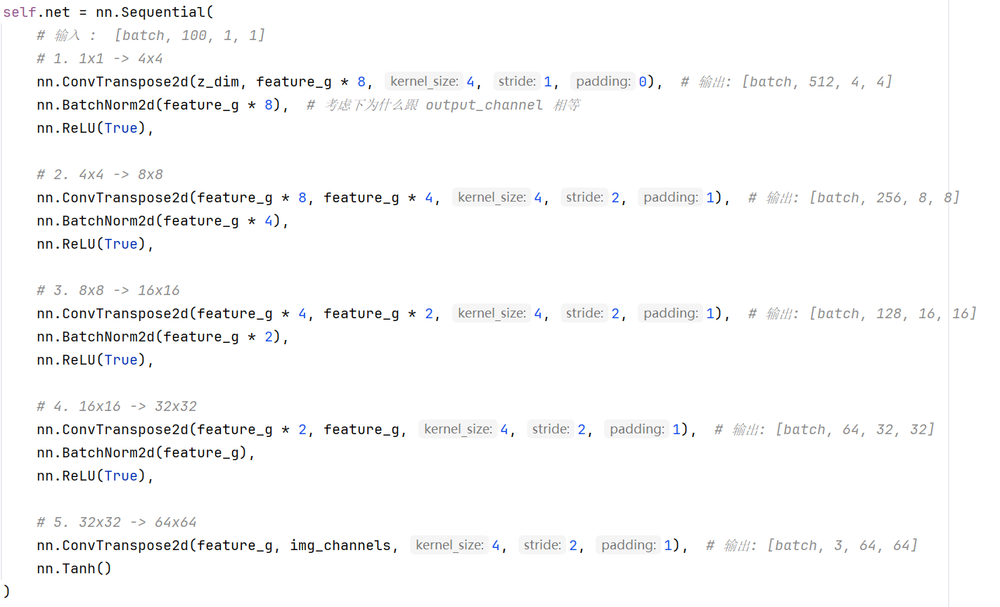 self.net = nn.Sequential(
# 输入 : [batch, 100, 1, 1]
# 1. 1x1 -> 4x4
nn.ConvTranspose2d(z_dim, feature_g * 8, kernel_size: 4, stride: 1, padding: 0), # 输出: [batch, 512, 4, 4]
nn.BatchNorm2d(feature_g * 8), # 考虑下为什么跟 output_channel 相等
nn.ReLU(True),
# 2. 4x4 -> 8x8
nn.ConvTranspose2d(feature_g * 8, feature_g * 4, kernel_size: 4, stride: 2, padding: 1), # 输出: [batch, 256, 8, 8]
nn.BatchNorm2d(feature_g * 4),
nn.ReLU(True),
# 3. 8x8 -> 16x16
nn.ConvTranspose2d(feature_g * 4, feature_g * 2, kernel_size: 4, stride: 2, padding: 1), # 输出: [batch, 128, 16, 16]
nn.BatchNorm2d(feature_g * 2),
nn.ReLU(True),
# 4. 16x16 -> 32x32
nn.ConvTranspose2d(feature_g * 2, feature_g, kernel_size: 4, stride: 2, padding: 1), # 输出: [batch, 64, 32, 32]
nn.BatchNorm2d(feature_g),
nn.ReLU(True),
# 5. 32x32 -> 64x64
nn.ConvTranspose2d(feature_g, img_channels, kernel_size: 4, stride: 2, padding: 1), # 输出: [batch, 3, 64, 64]
nn.Tanh()
)